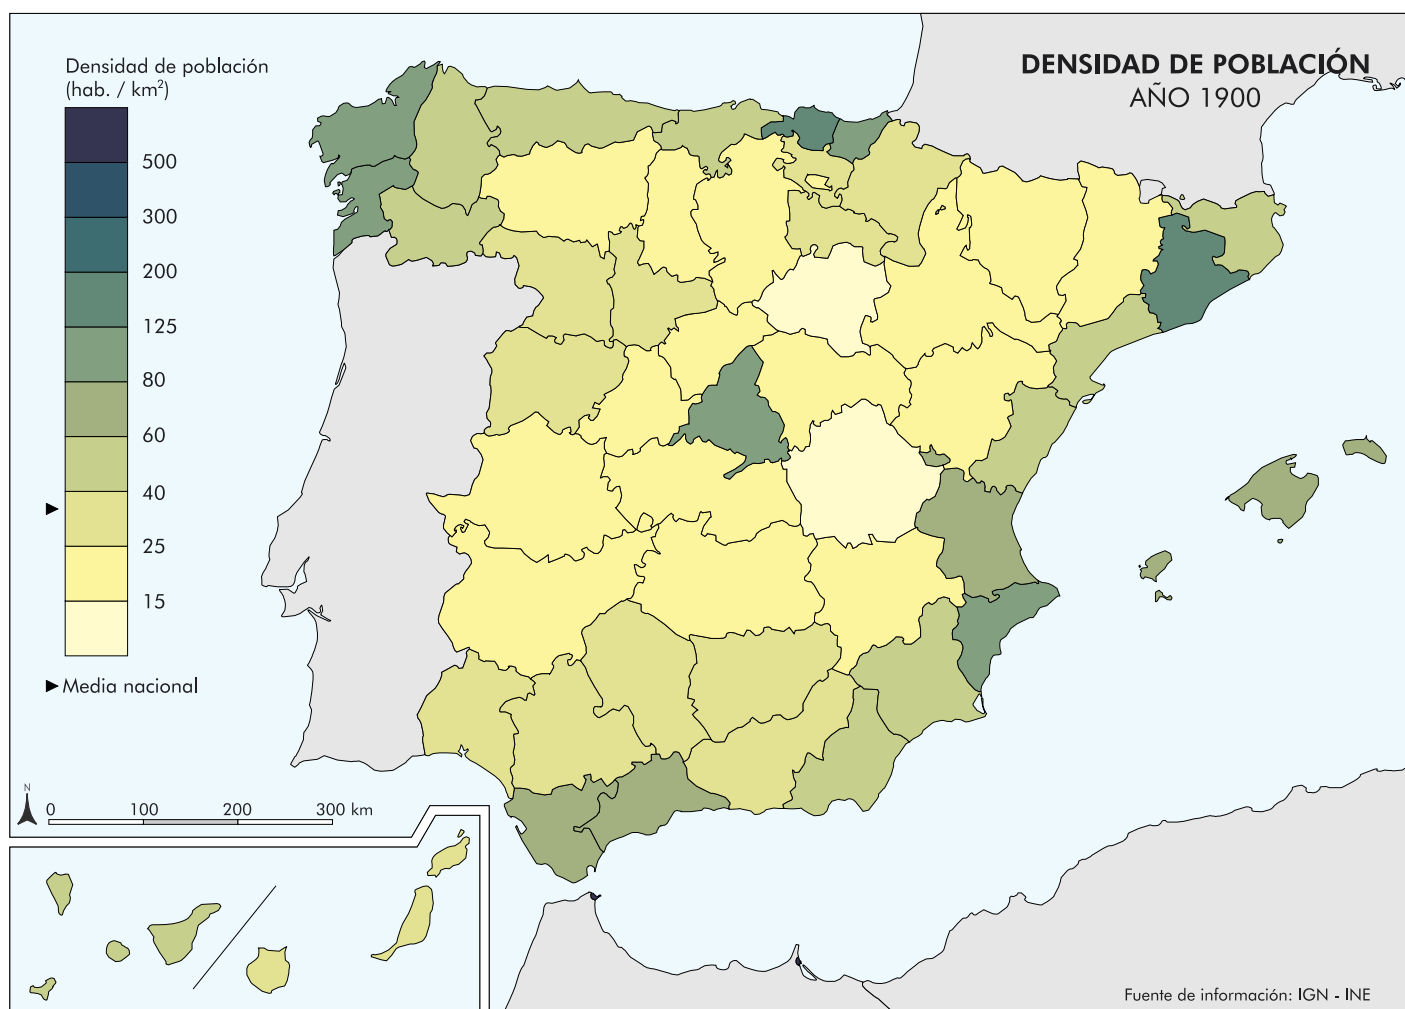 DENSIDAD DE POBLACIÓN
AÑO 1900
Densidad de población
(hab. / km²)
500
300
200
125
80
60
40
25
15
Media nacional
N
0 100 200 300 km
Fuente de información: IGN - INE